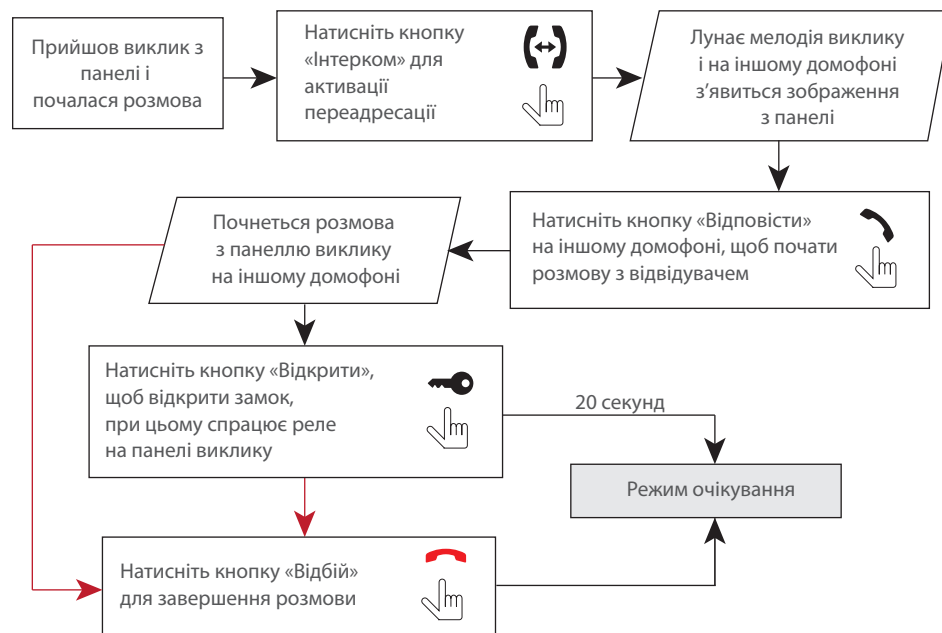 Прийшов виклик з
панелі і
почалася розмова
Натисніть кнопку
«Інтерком» для
активації
переадресації
Лунає мелодія виклику
і на іншому домофоні
з’явиться зображення
з панелі
Натисніть кнопку «Відповісти»
на іншому домофоні, щоб почати
розмову з відвідувачем
Почнеться розмова
з панеллю виклику
на іншому домофоні
Натисніть кнопку «Відкрити»,
щоб відкрити замок,
при цьому спрацює реле
на панелі виклику
20 секунд
Режим очікування
Натисніть кнопку «Відбій»
для завершення розмови